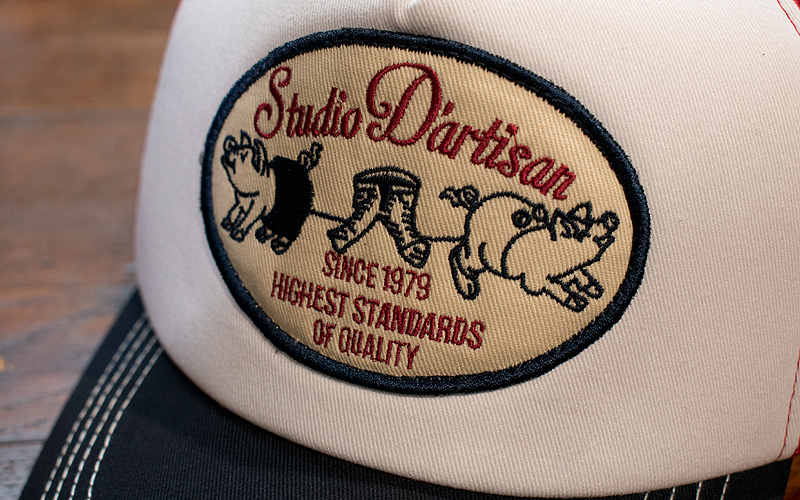 Studio D'artisan
SINCE 1979
HIGHEST STANDARDS
OF QUALITY